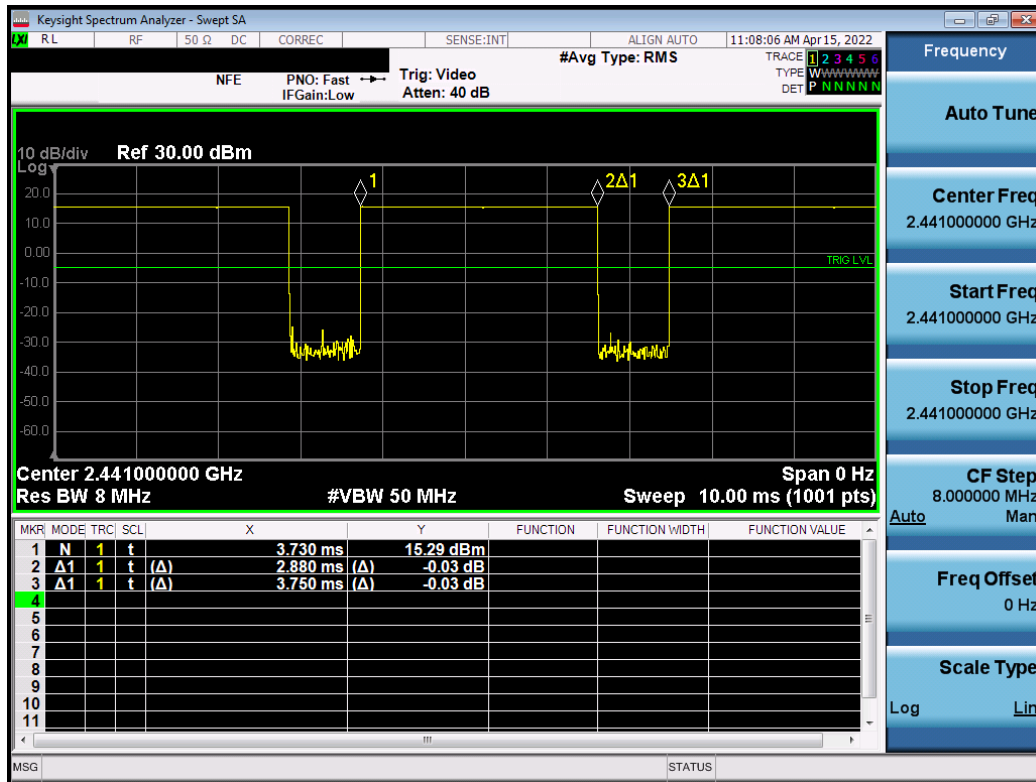 Keysight Spectrum Analyzer - Swept SA
LXI RL RF 50 Ω DC CORREC SENSE:INT ALIGN AUTO 11:08:06 AM Apr 15, 2022
#Avg Type: RMS TRACE 1 2 3 4 5 6
NFE PNO: Fast Trig: Video TYPE WWWWWW
IFGain:Low Atten: 40 dB DET P N N N N N
10 dB/div Ref 30.00 dBm
Log
1 2Δ1 3Δ1
20.0
10.0
0.00
TRIG LVL
-10.0
-20.0
-30.0
-40.0
-50.0
-60.0
Center 2.441000000 GHz Span 0 Hz
Res BW 8 MHz #VBW 50 MHz Sweep 10.00 ms (1001 pts)
MKR MODE TRC SCL X Y FUNCTION FUNCTION WIDTH FUNCTION VALUE
1 N 1 t 3.730 ms 15.29 dBm
2 Δ1 1 t (Δ) 2.880 ms (Δ) -0.03 dB
3 Δ1 1 t (Δ) 3.750 ms (Δ) -0.03 dB
4
5
6
7
8
9
10
11
MSG STATUS
Frequency
Auto Tune
Center Freq
2.441000000 GHz
Start Freq
2.441000000 GHz
Stop Freq
2.441000000 GHz
CF Step
8.000000 MHz
Auto Man
Freq Offset
0 Hz
Scale Type
Log Lin